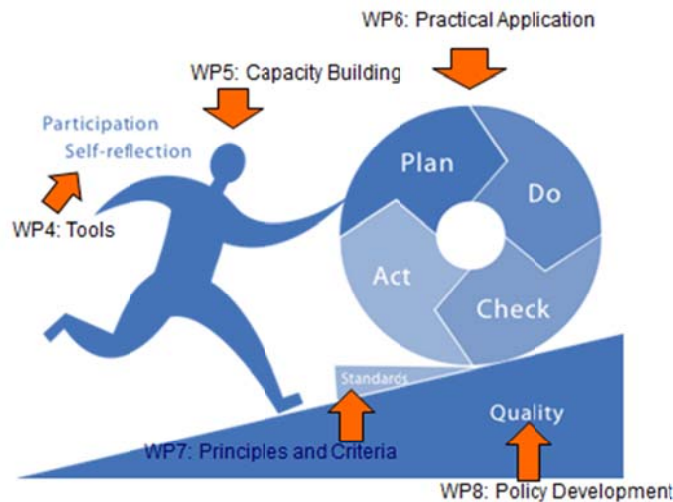 WP6: Practical Application
WP5: Capacity Building
Participation
Self-reflection
WP4: Tools
Plan
Do
Act
Check
Standards
Quality
WP7: Principles and Criteria
WP8: Policy Development